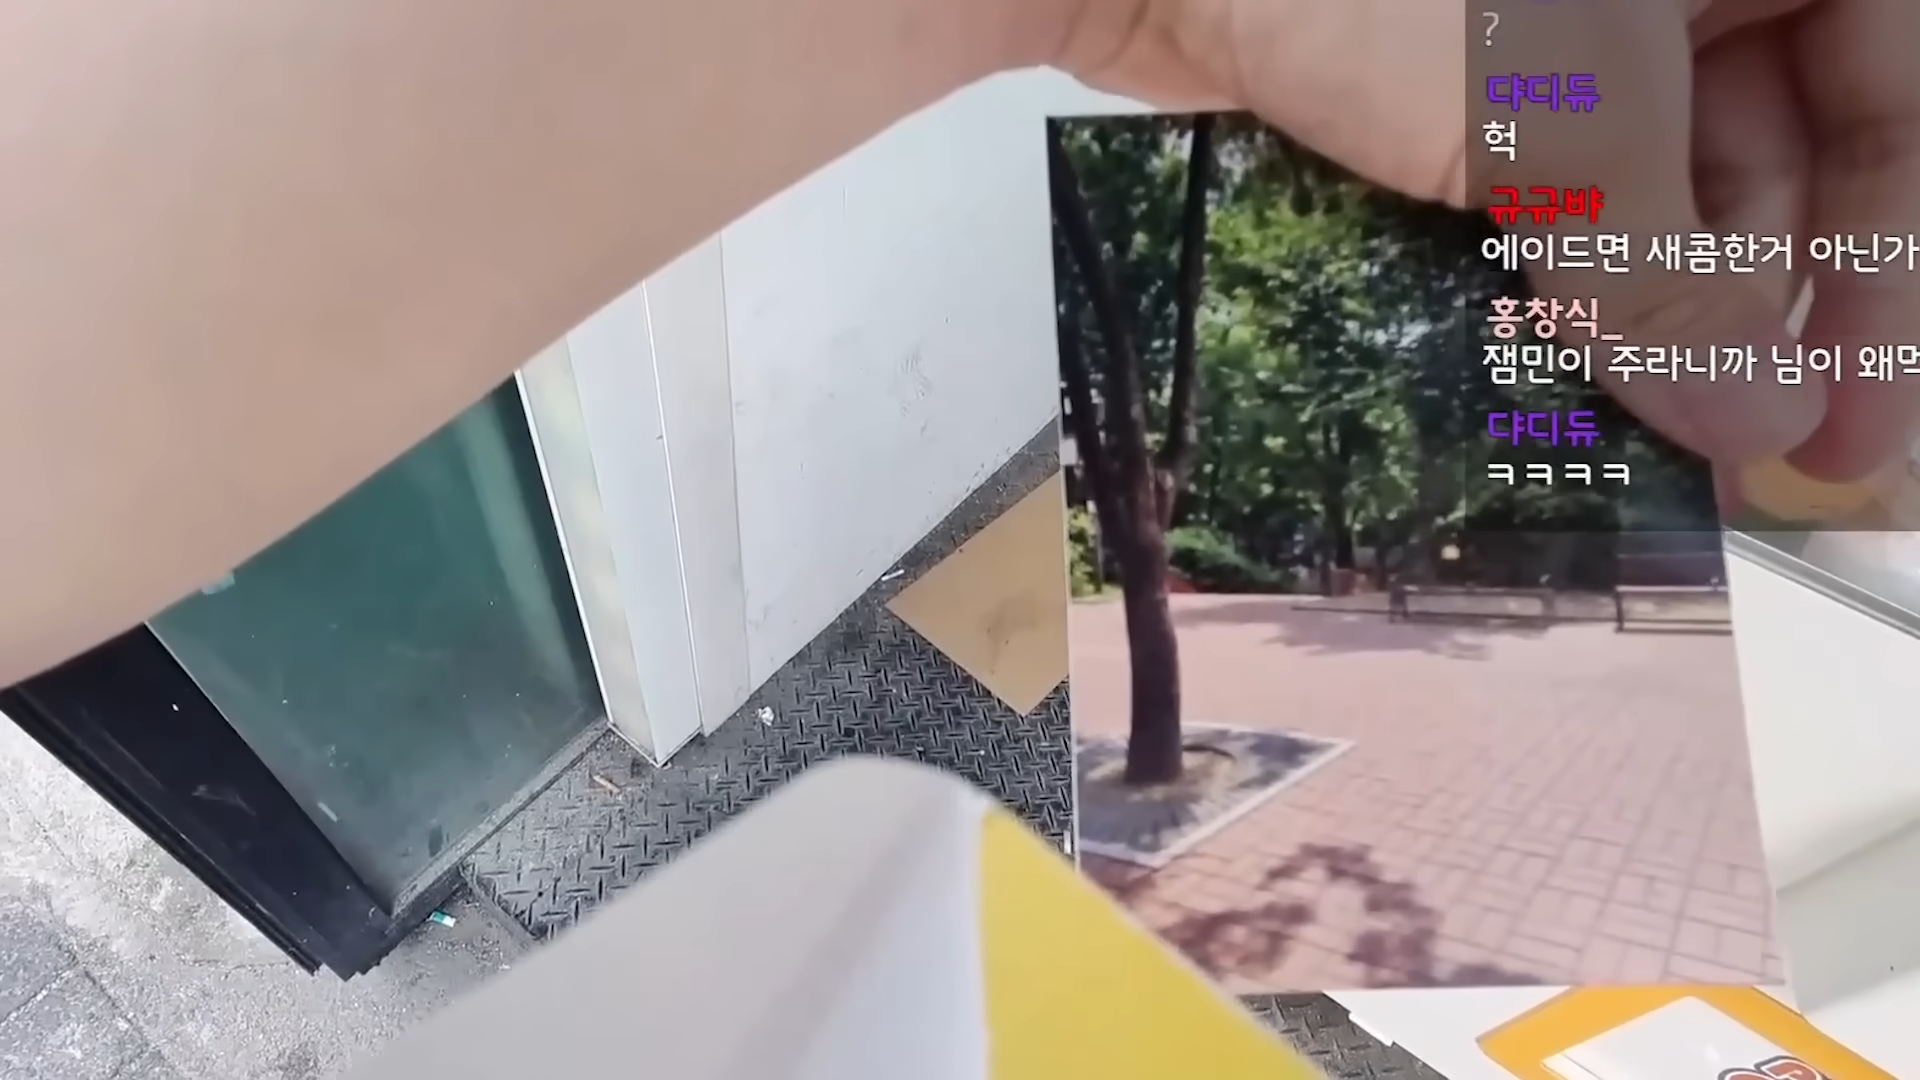 ?
댜디듀
헉
규규뱌
에이드면 새콤한거 아닌가
홍창식_
잼민이 주라니까 님이 왜먹
댜디듀
ㅋㅋㅋㅋ